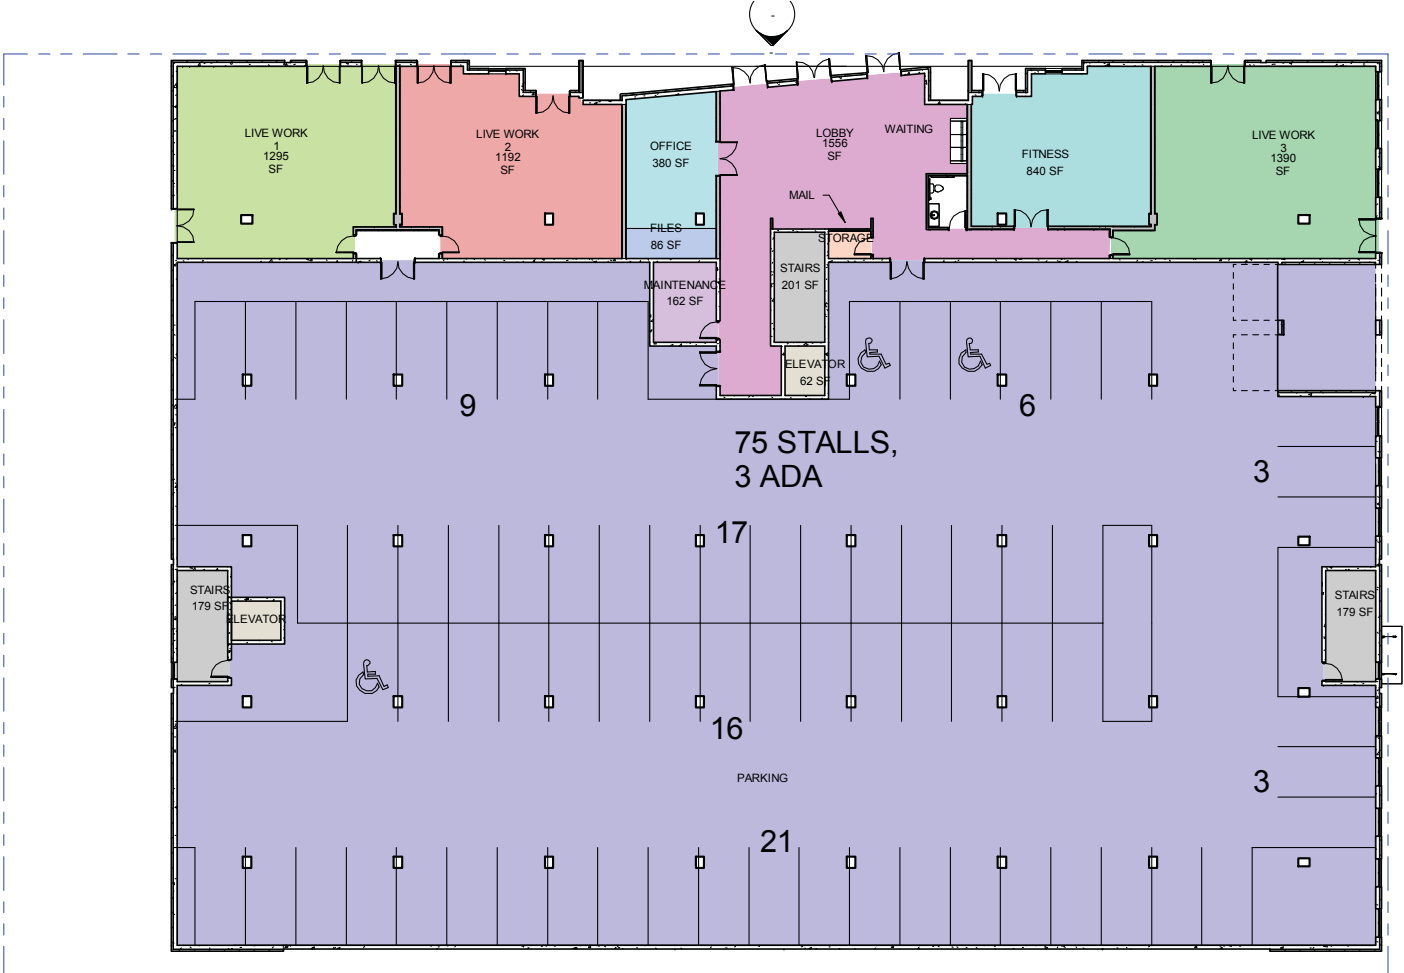 -
LIVE WORK
1
1295
SF
LIVE WORK
2
1192
SF
OFFICE
380 SF
LOBBY
1556
SF
WAITING
FITNESS
840 SF
LIVE WORK
3
1390
SF
MAIL
FILES
86 SF
STORAGE
STAIRS
201 SF
MAINTENANCE
162 SF
ELEVATOR
62 SF
9
6
75 STALLS,
3 ADA
3
17
STAIRS
179 SF
ELEVATOR
STAIRS
179 SF
16
PARKING
3
21